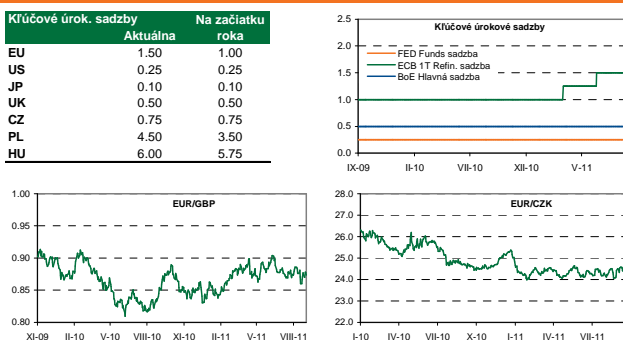 Kľúčové úrok. sadzby Na začiatku
Aktuálna roka
EU 1.50 1.00
US 0.25 0.25
JP 0.10 0.10
UK 0.50 0.50
CZ 0.75 0.75
PL 4.50 3.50
HU 6.00 5.75
Kľúčové úrokové sadzby
2.5
2.0
1.5
1.0
0.5
0.0
FED Funds sadzba
ECB 1T Refin. sadzba
BoE Hlavná sadzba
IX-09 II-10 VII-10 XII-10 V-11
EUR/GBP
1.00
0.95
0.90
0.85
0.80
XI-09 II-10 V-10 VIII-10 XI-10 II-11 V-11 VIII-11
EUR/CZK
28.0
27.0
26.0
25.0
24.0
23.0
22.0
I-10 IV-10 VII-10 X-10 I-11 IV-11 VII-11